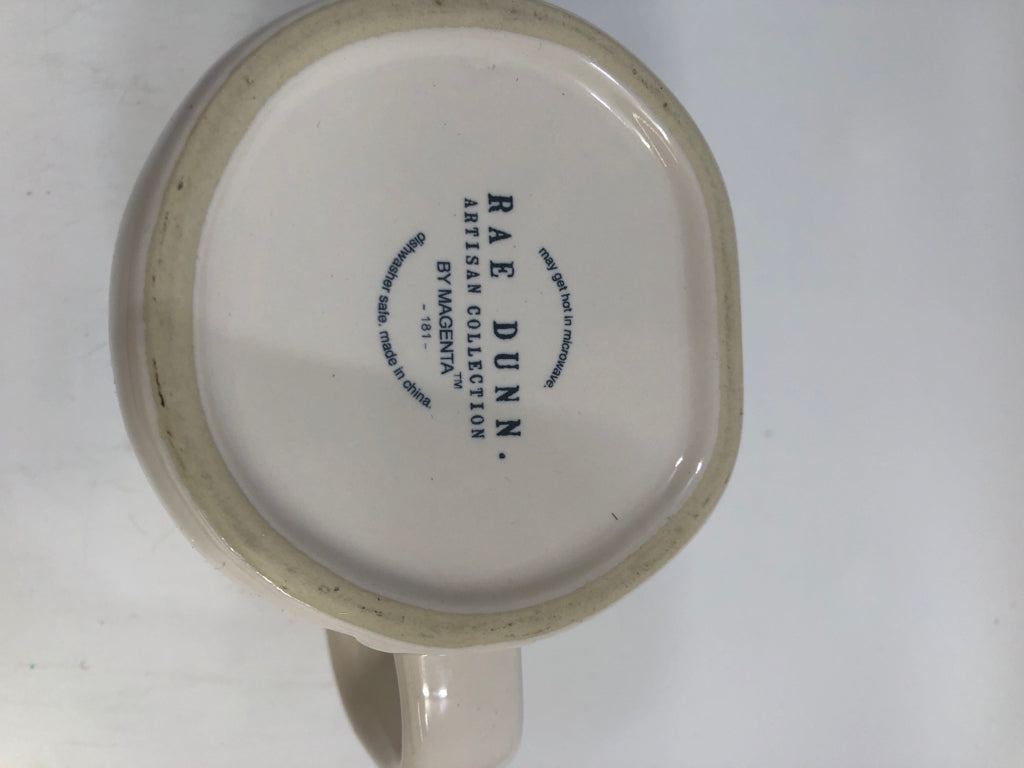 may get hot in microwave.
RAE DUNN.
ARTISAN COLLECTION
BY MAGENTA™
- 181 -
dishwasher safe. made in china.